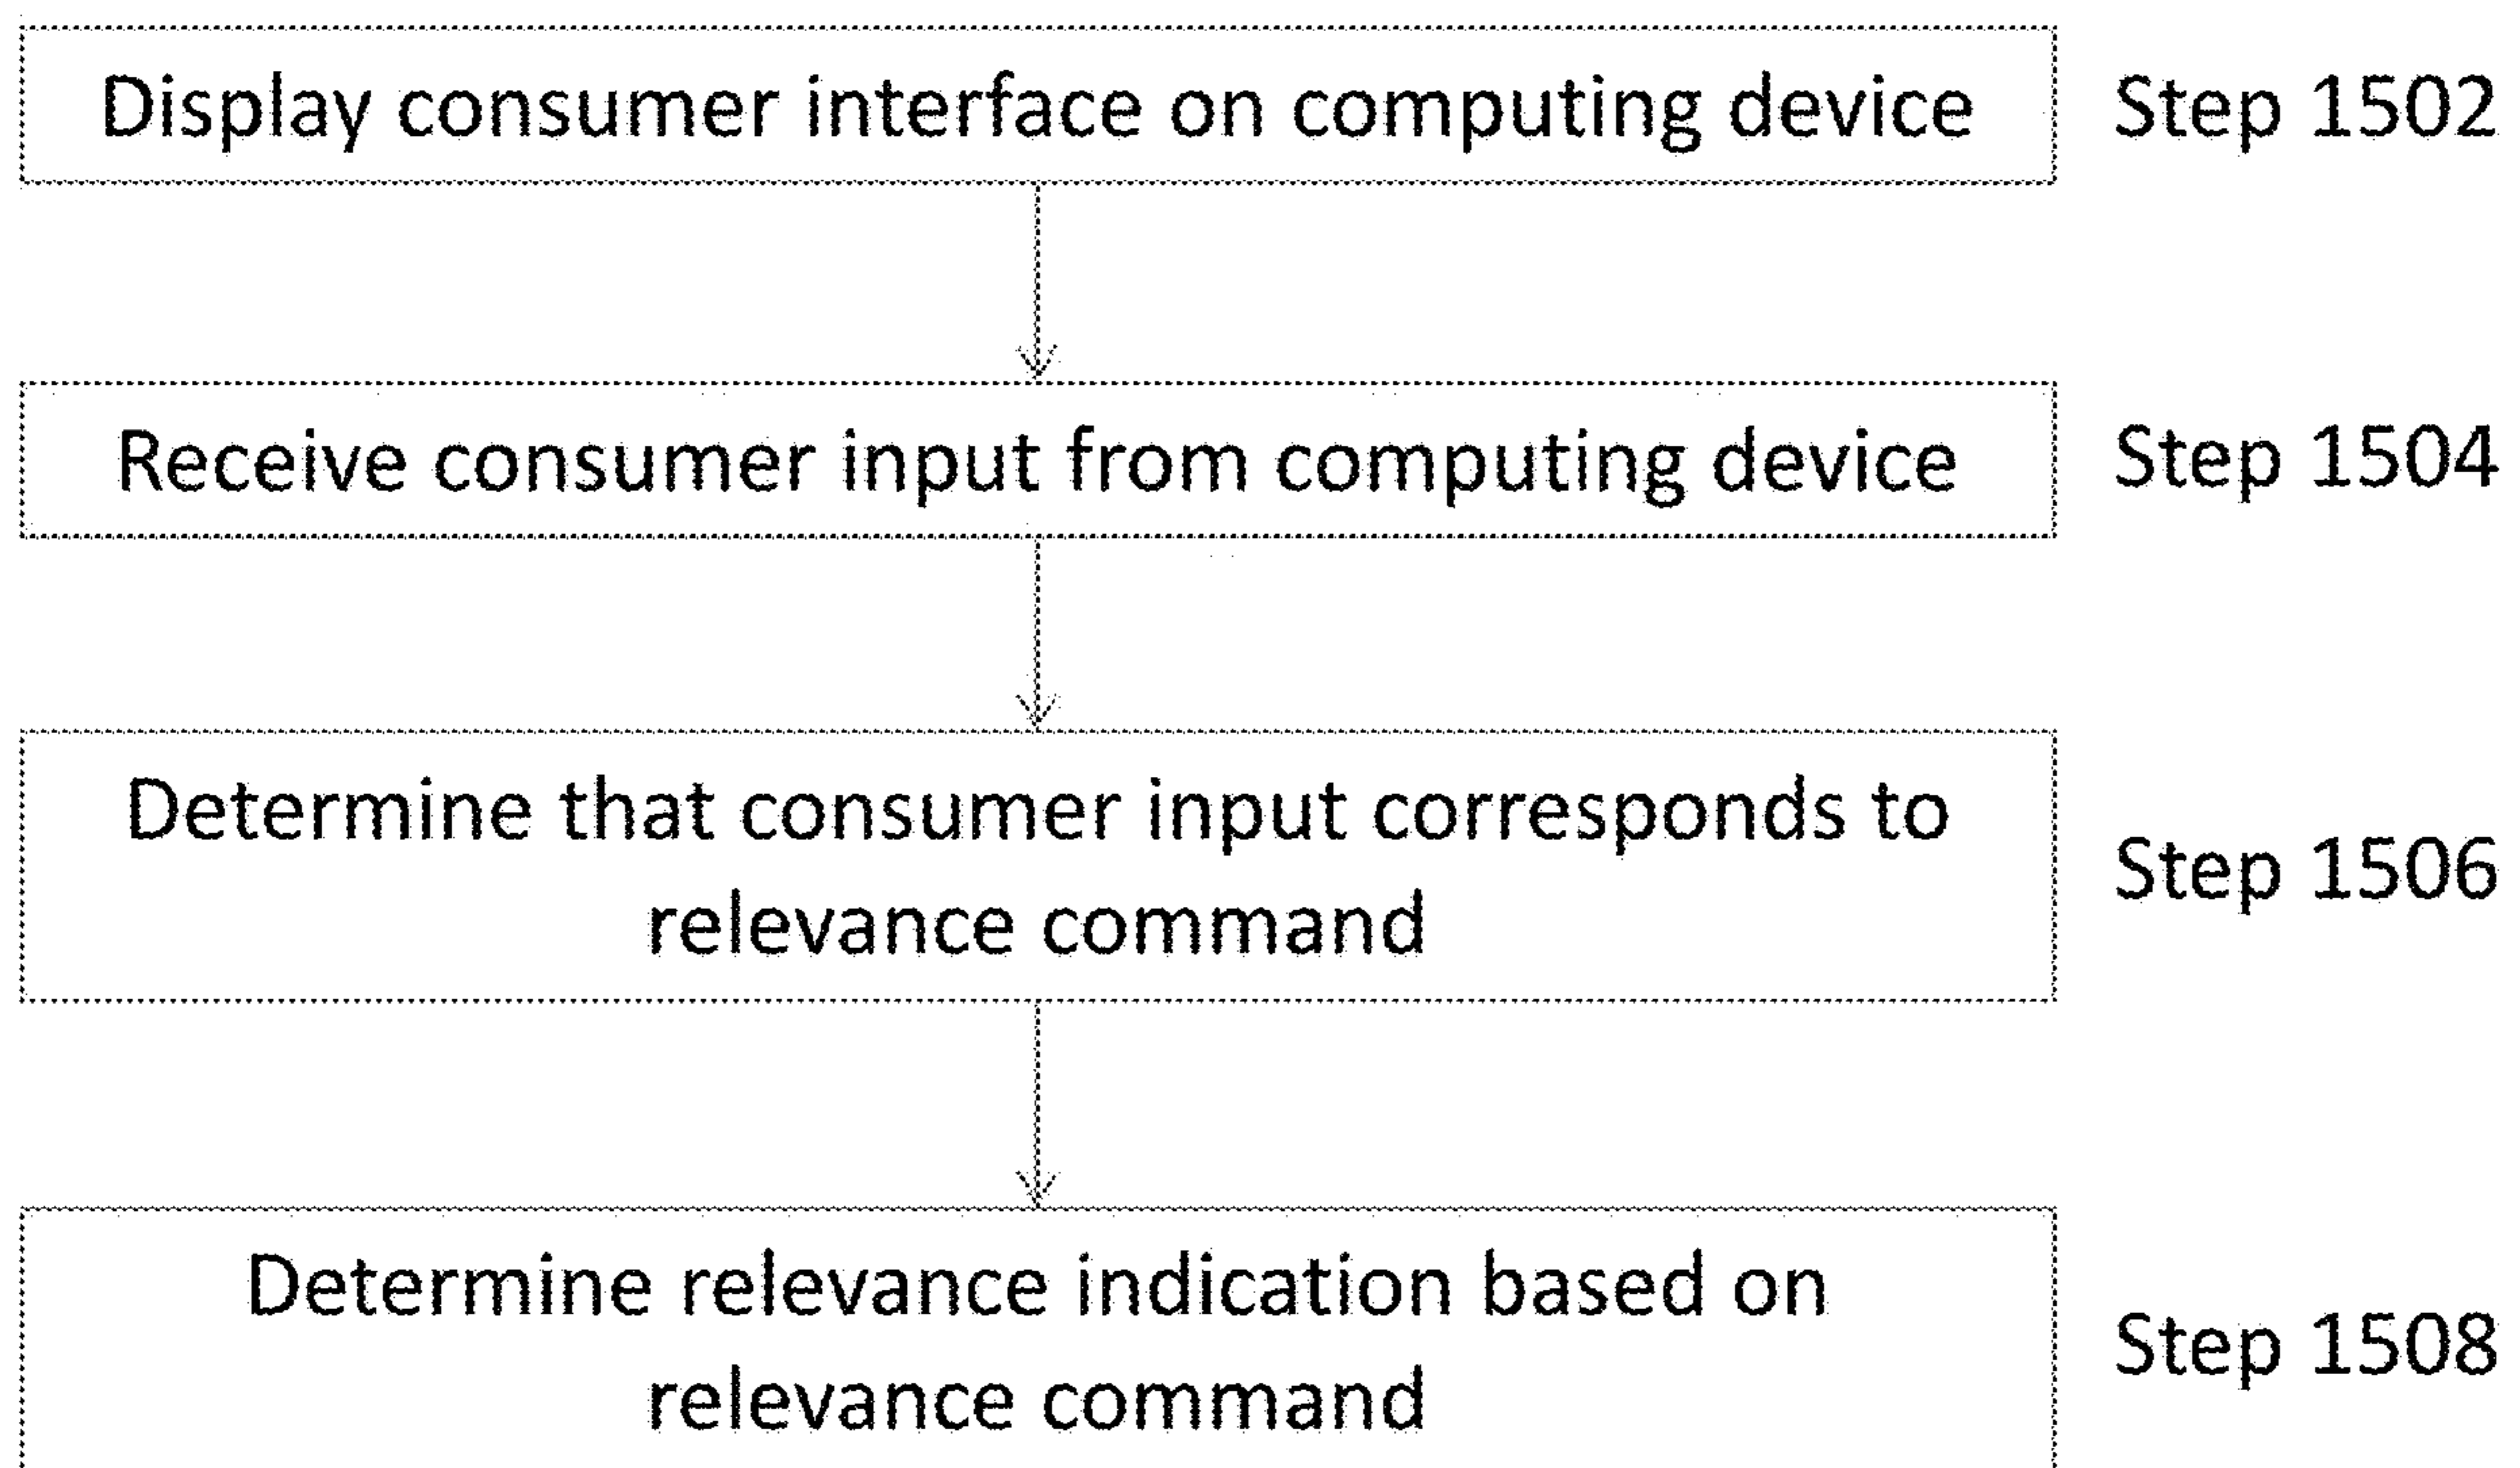 Display consumer interface on computing device
Step 1502
Receive consumer input from computing device
Step 1504
Determine that consumer input corresponds to
relevance command
Step 1506
Determine relevance indication based on
relevance command
Step 1508